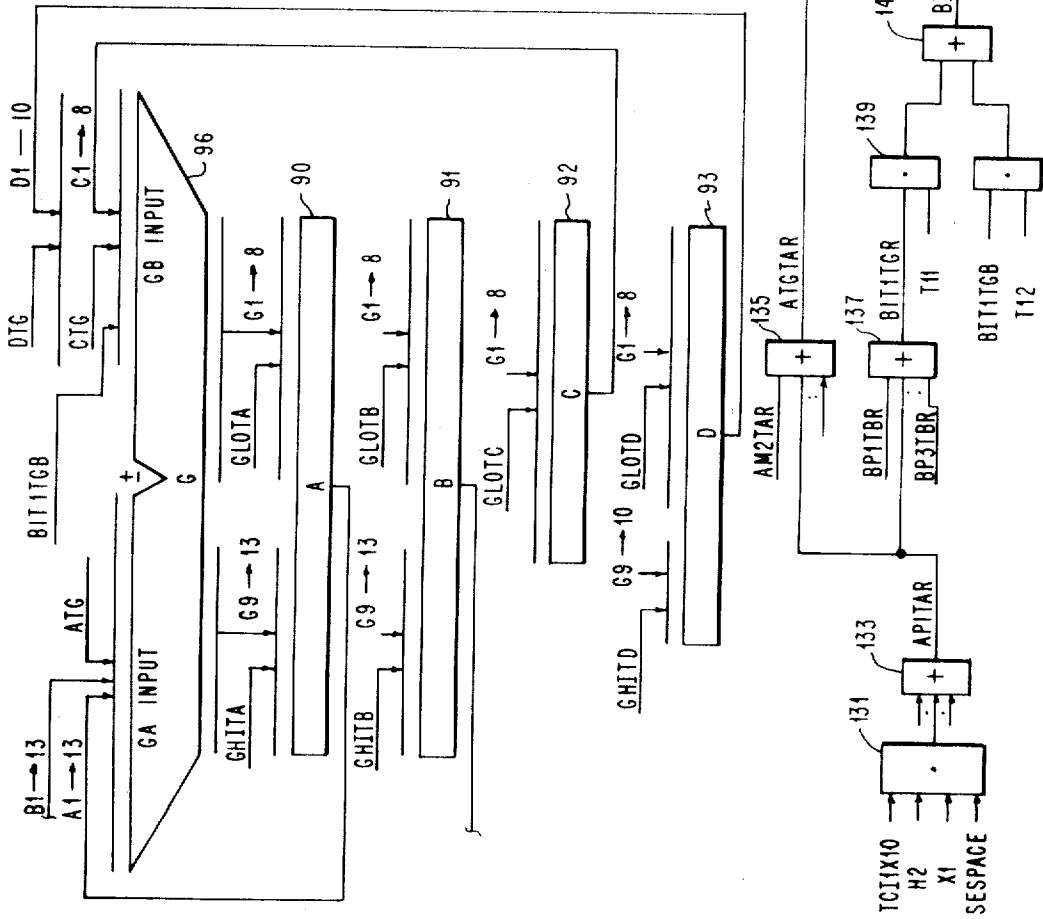 D1 — 10
DTG
C1 → 8
CTG
96
BIT1TGB
GB INPUT
±
G
ATG
B1 → 13
A1 → 13
GA INPUT
GHITA
G9 → 13
GLOTA
G1 → 8
90
A
GHITB
G9 → 13
GLOTB
G1 → 8
91
B
GLOTC
G1 → 8
92
C
GHITD
G9 → 10
GLOTD
G1 → 8
93
D
AM2TAR
135
+
ATGTAR
BP1TBR
BP3TBR
137
+
BIT1TGR
T11
139
.
BIT1TGB
T12
.
+
TCI1X10
H2
X1
SESPACE
131
.
133
+
AP1TAR